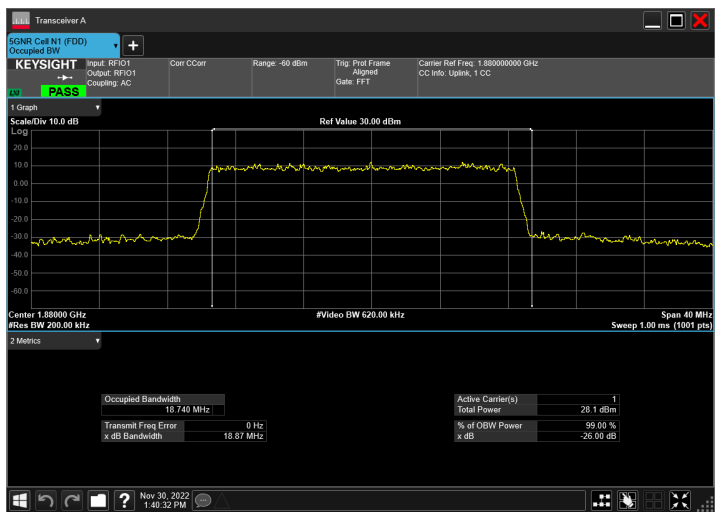 Transceiver A
5GNR Cell N1 (FDD)
Occupied BW
KEYSIGHT
PASS
Input: RFIO1
Output: RFIO1
Coupling: AC
Corr CCorr
Range: -60 dBm
Trig: Prot Frame
Aligned
Gate: FFT
Carrier Ref Freq: 1.880000000 GHz
CC Info: Uplink, 1 CC
1 Graph
Scale/Div 10.0 dB
Ref Value 30.00 dBm
Log
20.0
10.0
0.00
-10.0
-20.0
-30.0
-40.0
-50.0
-60.0
Center 1.88000 GHz
#Video BW 620.00 kHz
Span 40 MHz
#Res BW 200.00 kHz
Sweep 1.00 ms (1001 pts)
2 Metrics
Occupied Bandwidth
18.740 MHz
Transmit Freq Error 0 Hz
x dB Bandwidth 18.87 MHz
Active Carrier(s) 1
Total Power 28.1 dBm
% of OBW Power 99.00 %
x dB -26.00 dB
Nov 30, 2022
1:40:32 PM